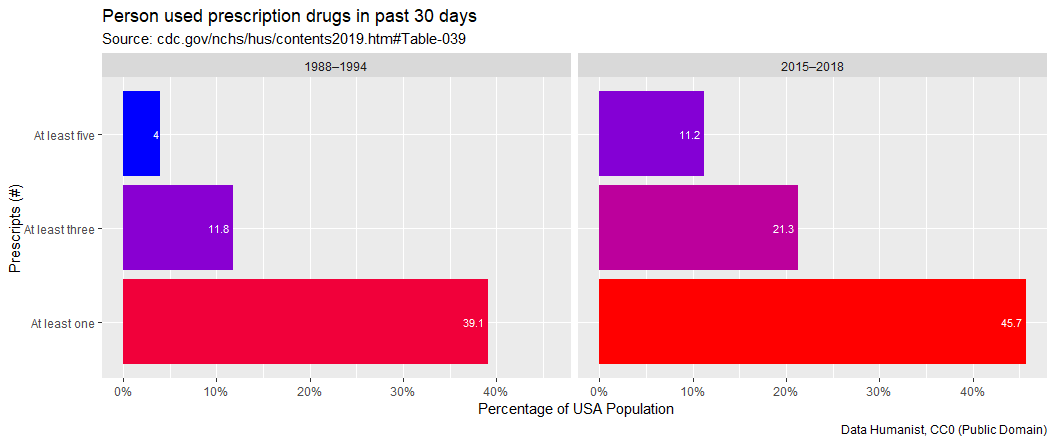 Person used prescription drugs in past 30 days
Source: cdc.gov/nchs/hus/contents2019.htm#Table-039
1988–1994
2015–2018
Prescripts (#)
At least five
4
11.2
At least three
11.8
21.3
At least one
39.1
45.7
0%
10%
20%
30%
40%
0%
10%
20%
30%
40%
Percentage of USA Population
Data Humanist, CC0 (Public Domain)